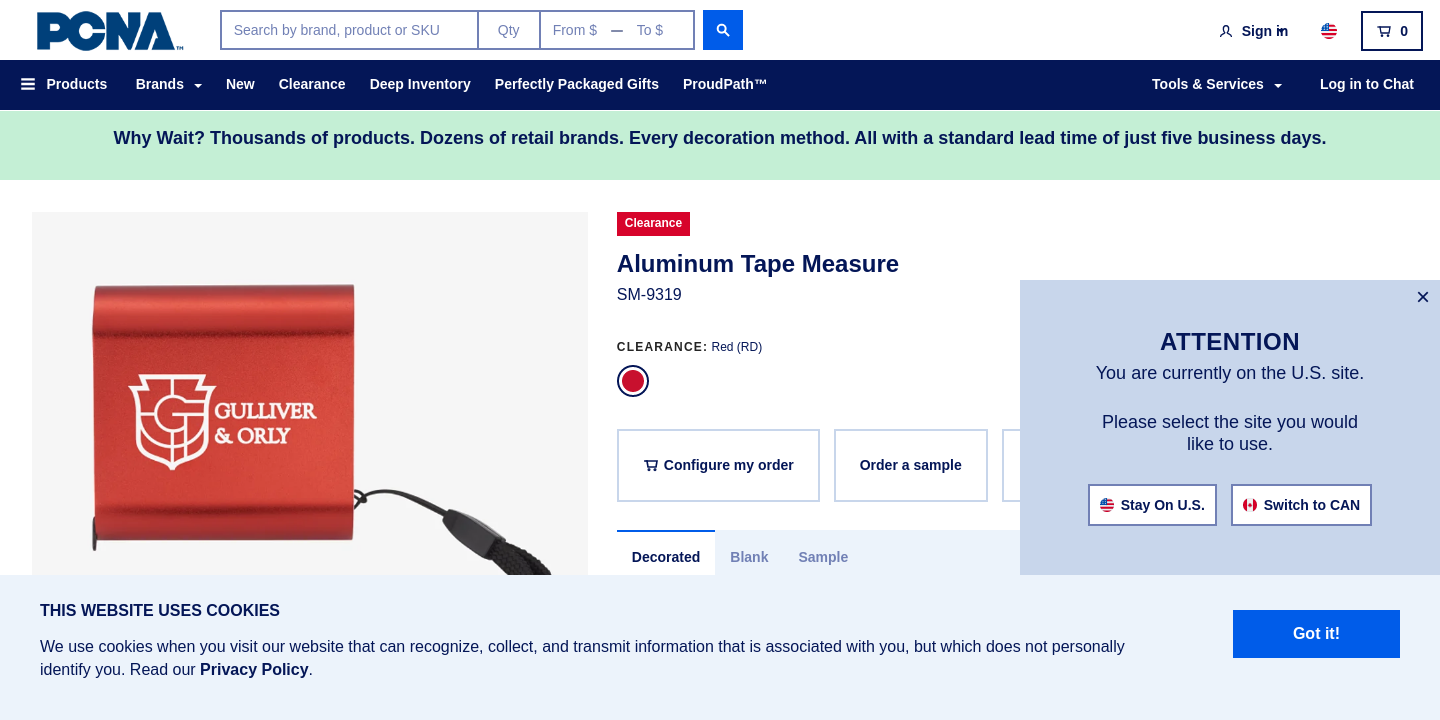 PCNA™
Search by brand, product or SKU
Qty
From $ — To $
Sign in
0
Products
Brands
New
Clearance
Deep Inventory
Perfectly Packaged Gifts
ProudPath™
Tools & Services
Log in to Chat
Why Wait? Thousands of products. Dozens of retail brands. Every decoration method. All with a standard lead time of just five business days.
GULLIVER
& ORLY
Clearance
Aluminum Tape Measure
SM-9319
CLEARANCE: Red (RD)
Configure my order
Order a sample
Decorated
Blank
Sample
×
ATTENTION
You are currently on the U.S. site.
Please select the site you would
like to use.
Stay On U.S.
Switch to CAN
THIS WEBSITE USES COOKIES
We use cookies when you visit our website that can recognize, collect, and transmit information that is associated with you, but which does not personally
identify you. Read our Privacy Policy.
Got it!